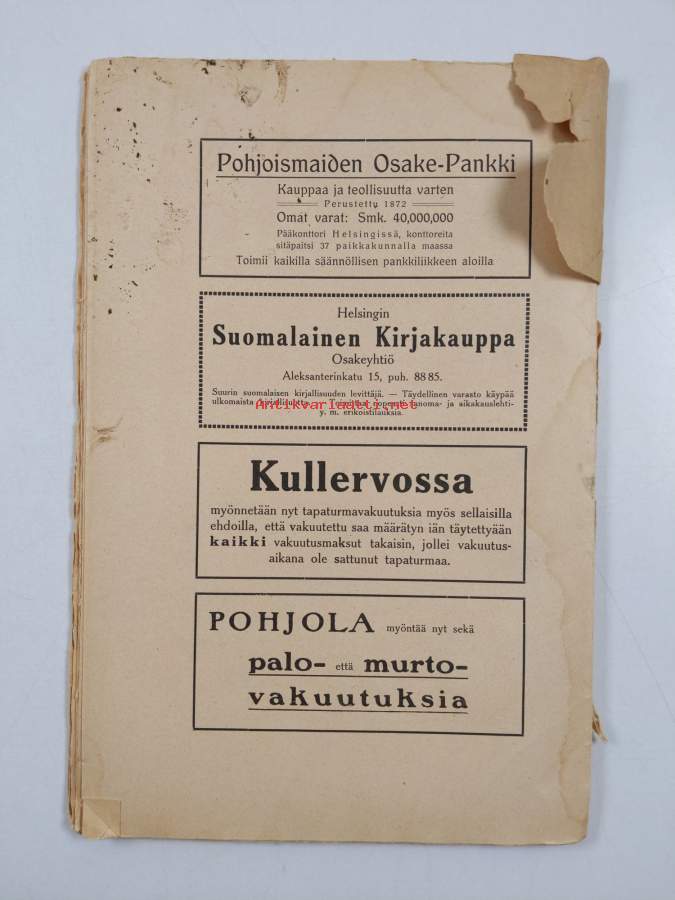 Pohjoismaiden Osake-Pankki
Kauppaa ja teollisuutta varten
Perustettu 1872
Omat varat: Smk. 40,000,000
Pääkonttori Helsingissä, konttoreita
sitäpaitsi 37 paikkakunnalla maassa
Toimii kaikilla säännöllisen pankkiliikkeen aloilla
Helsingin
Suomalainen Kirjakauppa
Osakeyhtiö
Aleksanterinkatu 15, puh. 88 85.
Suurin suomalaisen kirjallisuuden levittäjä. — Täydellinen varasto käypää
ulkomaista
Antikvariaatti.net
ja aikakauslehti-
y. m. erikoistilauksia.
Kullervossa
myönnetään nyt tapaturmavakuutuksia myös sellaisilla
ehdoilla, että vakuutettu saa määrätyn iän täytettyään
kaikki vakuutusmaksut takaisin, jollei vakuutus-
aikana ole sattunut tapaturmaa.
POHJOLA myöntää nyt sekä
palo- että murto-
vakuutuksia